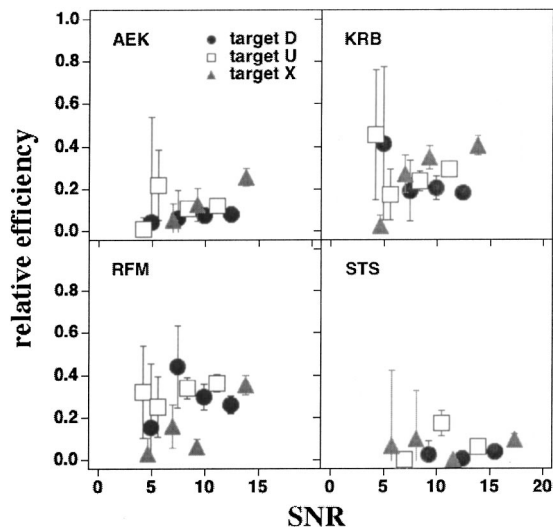 AEK
target D
target U
target X
KRB
1.0
0.8
0.6
0.4
0.2
0.0
relative efficiency
RFM
STS
0.8
0.6
0.4
0.2
0.0
0 5 10 15
0 5 10 15 20
SNR